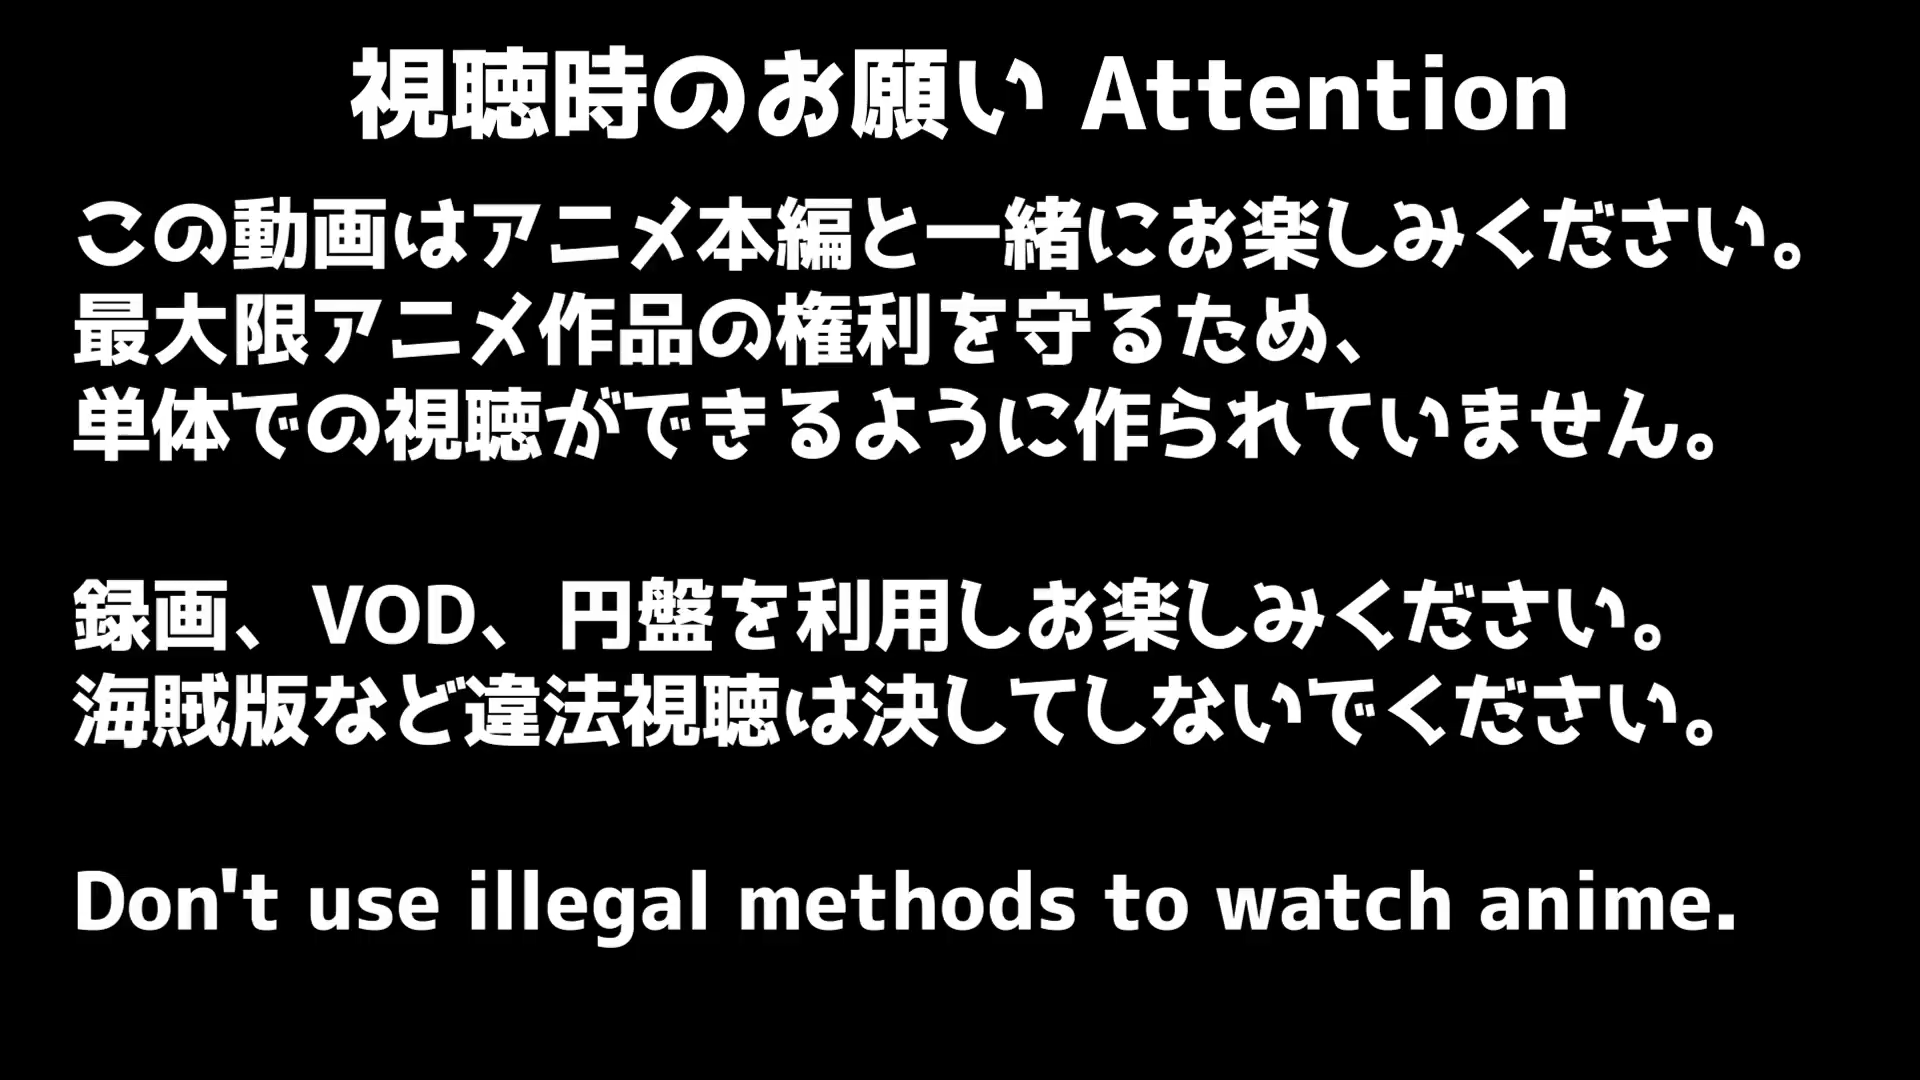 視聴時のお願い Attention
この動画はアニメ本編と一緒にお楽しみください。
最大限アニメ作品の権利を守るため、
単体での視聴ができるように作られていません。
録画、VOD、円盤を利用しお楽しみください。
海賊版など違法視聴は決してしないでください。
Don't use illegal methods to watch anime.